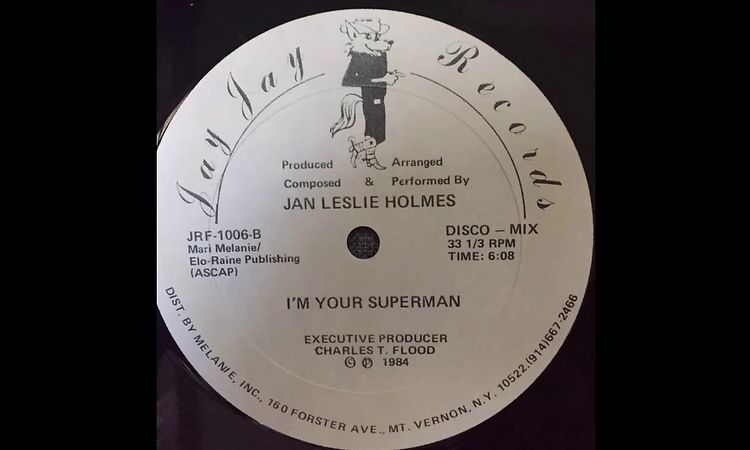 Jay Jay Records
Produced Arranged
Composed & Performed By
JAN LESLIE HOLMES
JRF-1006-B
Mari Melanie/
Elo-Raine Publishing
(ASCAP)
DISCO – MIX
33 1/3 RPM
TIME: 6:08
I'M YOUR SUPERMAN
EXECUTIVE PRODUCER
CHARLES T. FLOOD
© ℗ 1984
DIST. BY MELANIE, INC., 160 FORSTER AVE., MT. VERNON, N.Y. 10522.(914)667-2466